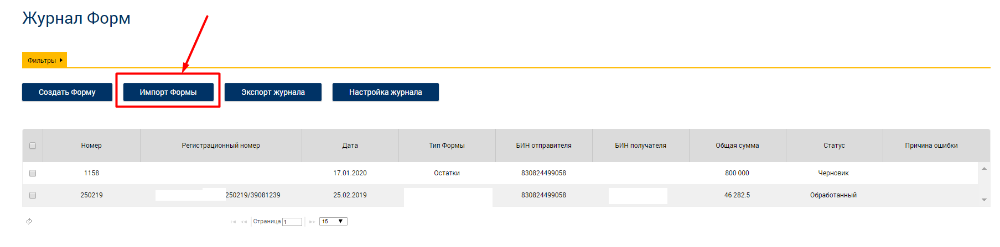 Журнал Форм
Фильтры
Создать Форму Импорт Формы Экспорт журнала Настройка журнала
Номер Регистрационный номер Дата Тип Формы БИН отправителя БИН получателя Общая сумма Статус Причина ошибки
1158 17.01.2020 Остатки 830824499058 800 000 Черновик
250219 250219/39081239 25.02.2019 830824499058 46 282.5 Обработанный
Страница 1 15